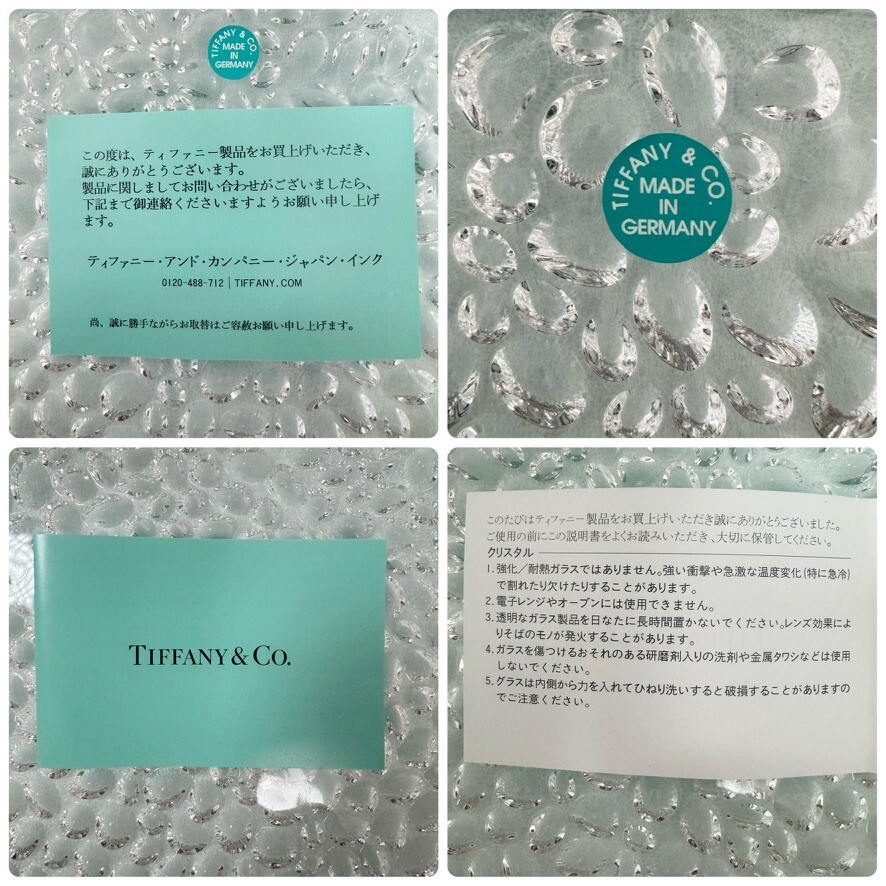 TIFFANY & CO.
MADE
IN
GERMANY
この度は、ティファニー製品をお買上げいただき、
誠にありがとうございます。
製品に関しましてお問い合わせがございましたら、
下記まで御連絡くださいますようお願い申し上げ
ます。
ティファニー・アンド・カンパニー・ジャパン・インク
0120-488-712 | TIFFANY.COM
尚、誠に勝手ながらお取替はご容赦お願い申し上げます。
TIFFANY & CO.
MADE
IN
GERMANY
TIFFANY & CO.
このたびはティファニー製品をお買上げいただき誠にありがとうございました。
ご使用の前にこの説明書をよくお読みいただき、大切に保管してください。
クリスタル
1. 強化/耐熱ガラスではありません。強い衝撃や急激な温度変化(特に急冷)
で割れたり欠けたりすることがあります。
2. 電子レンジやオーブンには使用できません。
3. 透明なガラス製品を日なたに長時間置かないでください。レンズ効果によ
りそばのモノが発火することがあります。
4. ガラスを傷つけるおそれのある研磨剤入りの洗剤や金属タワシなどは使用
しないでください。
5. グラスは内側から力を入れてひねり洗いすると破損することがありますの
でご注意ください。